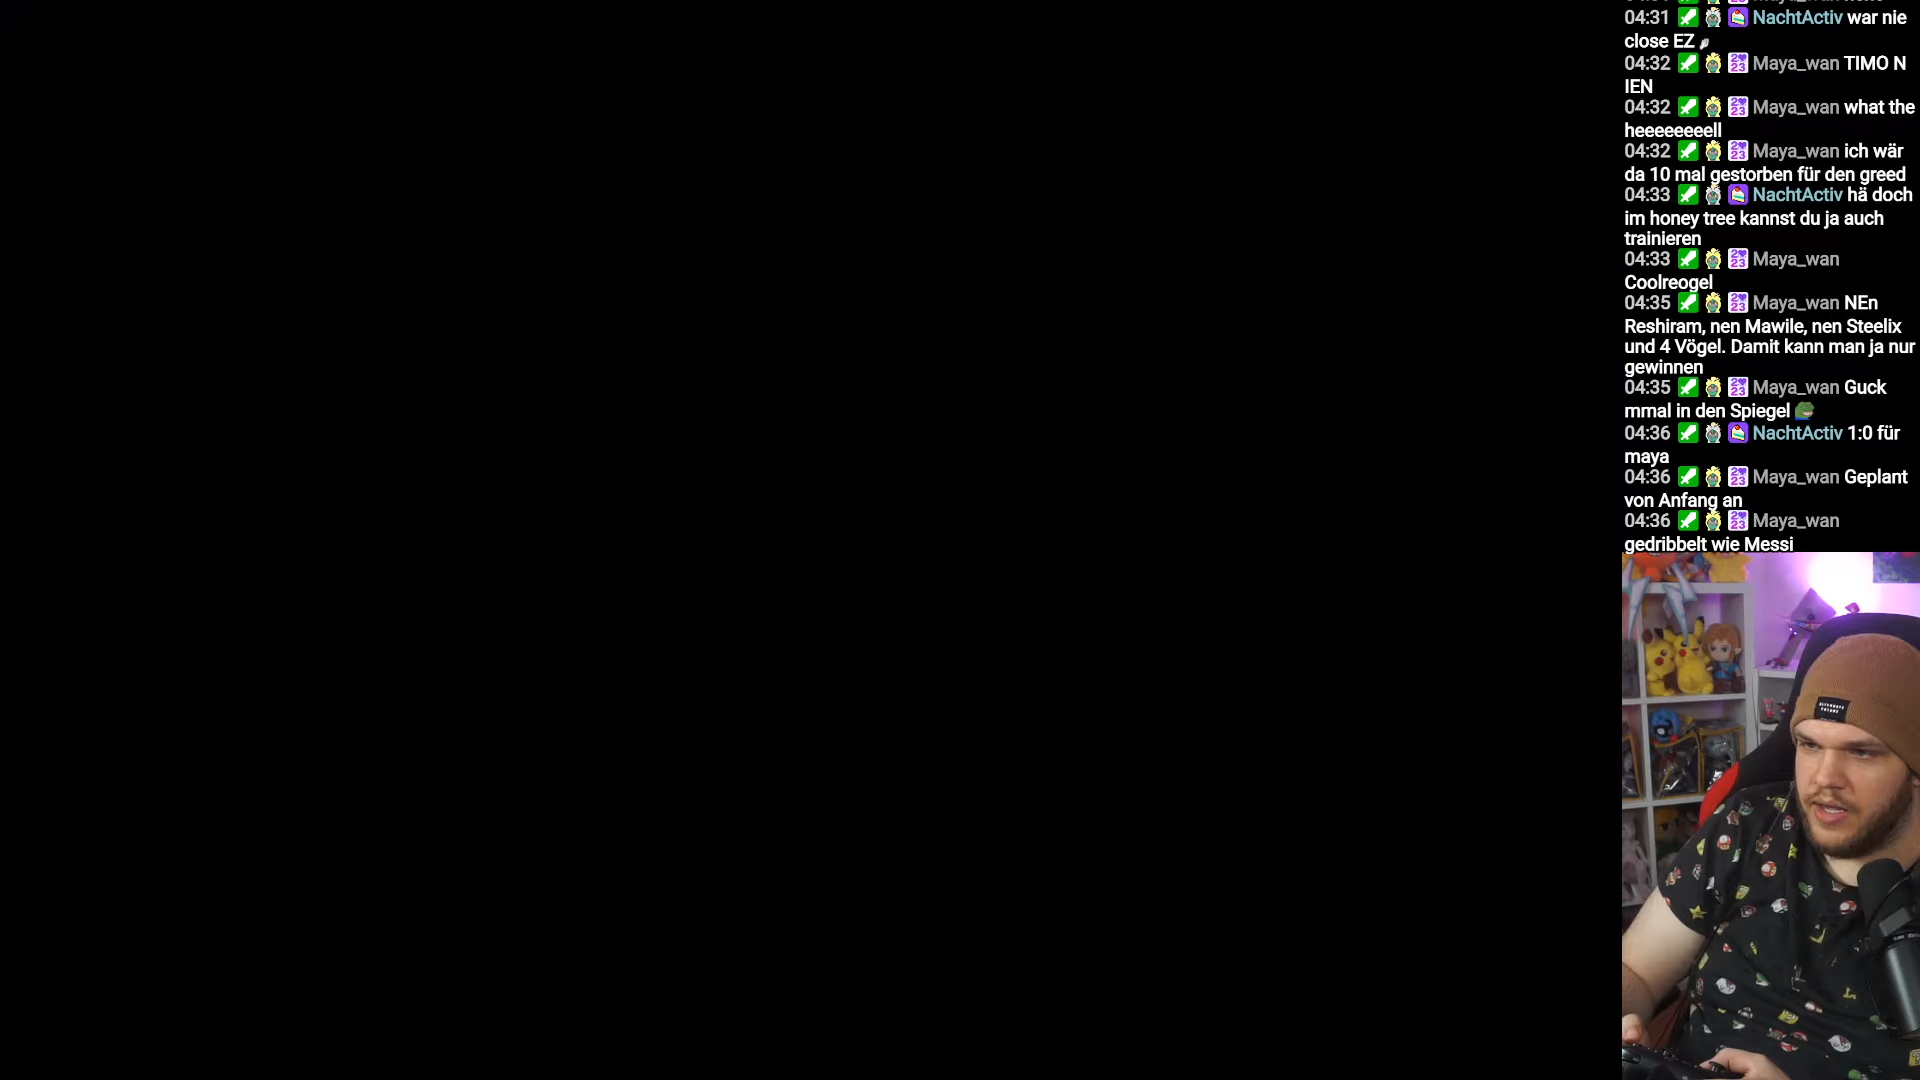 04:31 NachtActiv war nie
close EZ
04:32 Maya_wan TIMO N
IEN
04:32 Maya_wan what the
heeeeeeeell
04:32 Maya_wan ich wär
da 10 mal gestorben für den greed
04:33 NachtActiv hä doch
im honey tree kannst du ja auch
trainieren
04:33 Maya_wan
Coolreogel
04:35 Maya_wan NEn
Reshiram, nen Mawile, nen Steelix
und 4 Vögel. Damit kann man ja nur
gewinnen
04:35 Maya_wan Guck
mmal in den Spiegel
04:36 NachtActiv 1:0 für
maya
04:36 Maya_wan Geplant
von Anfang an
04:36 Maya_wan
gedribbelt wie Messi